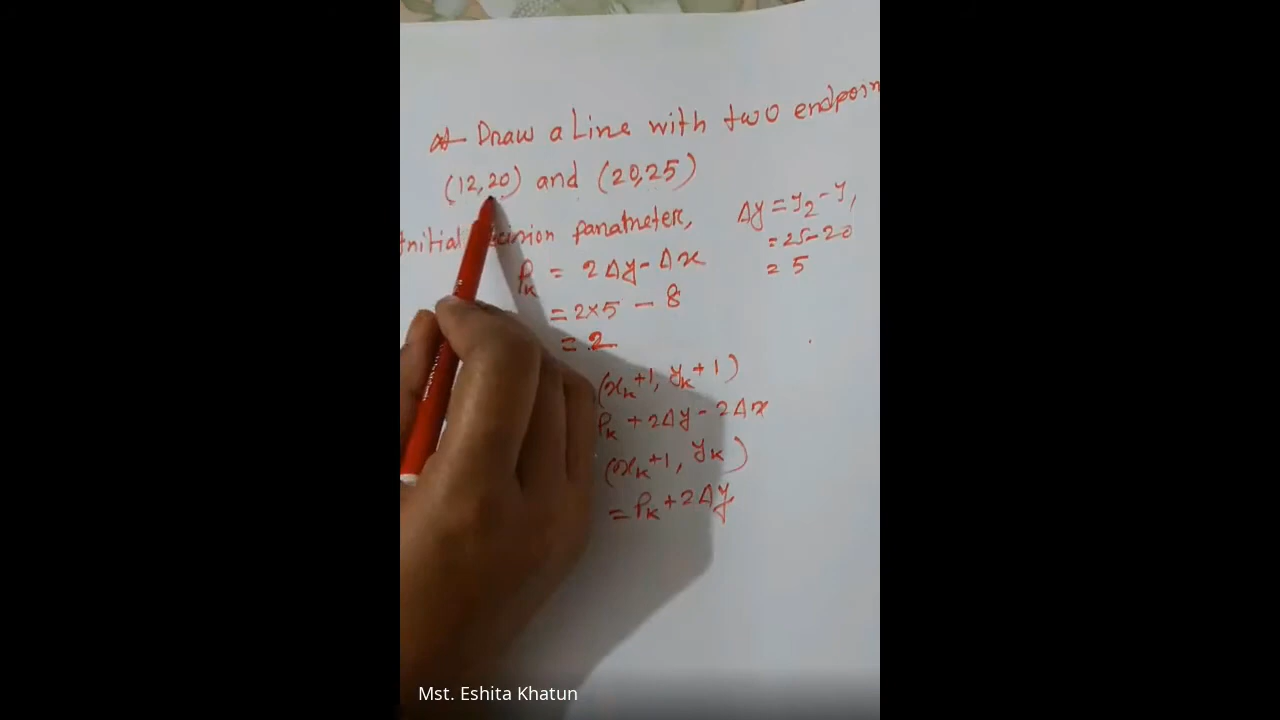 Draw a Line with two endpoin
(12,20) and (20,25)
Initial parameter,
Pk = 2Δy - Δx
= 2×5 - 8
= 2
Δy = y2 - y1
= 25-20
= 5
(xk+1, yk+1)
Pk + 2Δy - 2Δx
(xk+1, yk)
= Pk + 2Δy
Mst. Eshita Khatun